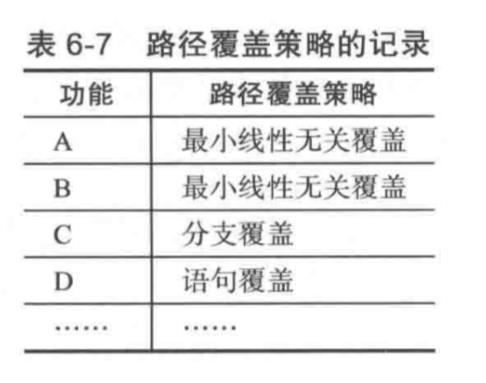 表 6-7 路径覆盖策略的记录
功能 路径覆盖策略
A 最小线性无关覆盖
B 最小线性无关覆盖
C 分支覆盖
D 语句覆盖
…… ……